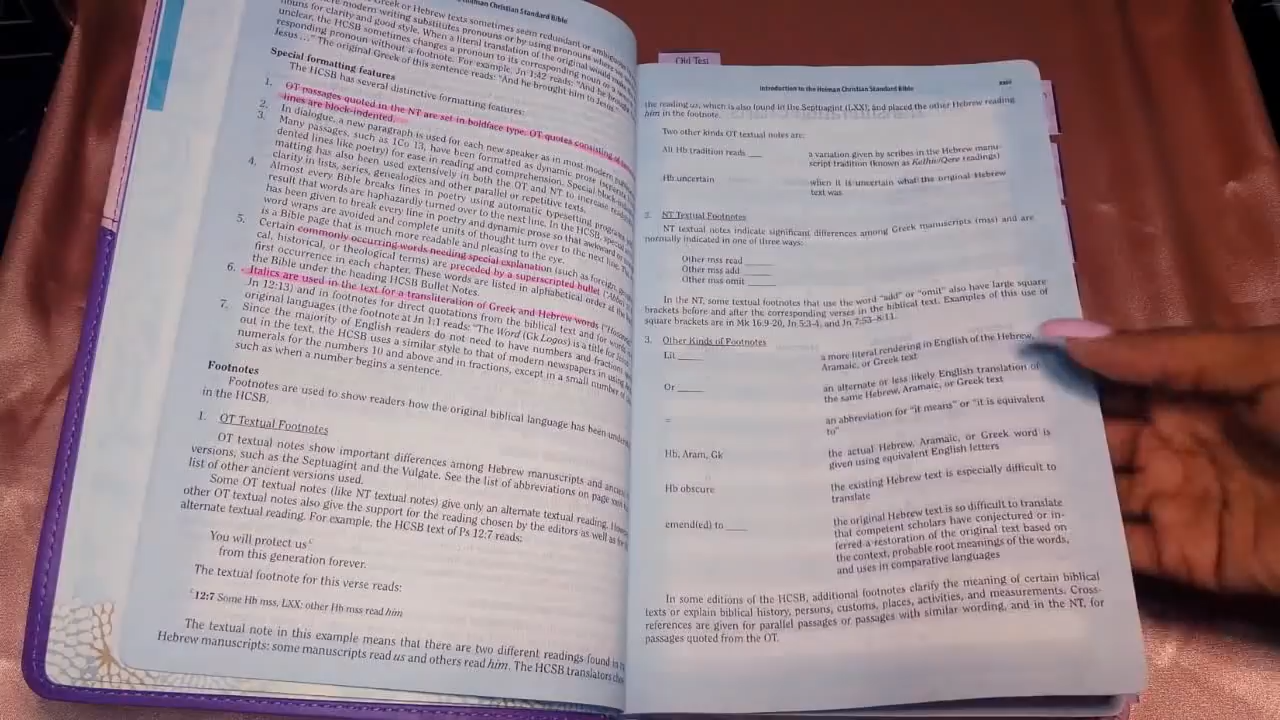 Holman Christian Standard Bible
Greek or Hebrew texts sometimes seem redundant or
modern writing substitutes pronouns or by using pronouns where
nouns for clarity and good style. When a literal translation of the original would
unclear, the HCSB sometimes changes a pronoun to its corresponding noun or a
responding pronoun without a footnote. For example, Jn 1:42 reads: "And he brought him to
Jesus ..." The original Greek of this sentence reads: "And he brought him to Jesus."
Special formatting features
The HCSB has several distinctive formatting features:
1. OT passages quoted in the NT are set in boldface type. OT quotes consisting of
lines are block indented.
2. In dialogue, a new paragraph is used for each new speaker as in most modern
3. Many passages, such as 1Co 13, have been formatted as dynamic prose (separate
dented lines like poetry) for ease in reading and comprehension. Special block
matting has also been used extensively in both the OT and NT to increase
clarity in lists, series, genealogies and other parallel or repetitive texts.
4. Almost every Bible breaks lines in poetry using automatic typesetting programs
result that words are haphazardly turned over to the next line. In the HCSB, special
has been given to break every line in poetry and dynamic prose so that awkward
word wraps are avoided and complete units of thought turn over to the next line. The
is a Bible page that is much more readable and pleasing to the eye.
5. Certain commonly occurring words needing special explanation (such as foreign,
cal, historical, or theological terms) are preceded by a superscripted bullet
first occurrence in each chapter. These words are listed in alphabetical order at the
the Bible under the heading HCSB Bullet Notes.
6. Italics are used in the text for a transliteration of Greek and Hebrew words
Jn 12:13) and in footnotes for direct quotations from the biblical text and for words
original languages (the footnote at Jn 1:1 reads: "The Word (Gk Logos) is a title for
7. Since the majority of English readers do not need to have numbers and fractions
out in the text, the HCSB uses a similar style to that of modern newspapers in using
numerals for the numbers 10 and above and in fractions, except in a small number of
such as when a number begins a sentence.
Footnotes
Footnotes are used to show readers how the original biblical language has been
in the HCSB.
1. OT Textual Footnotes
OT textual notes show important differences among Hebrew manuscripts and
versions, such as the Septuagint and the Vulgate. See the list of abbreviations on page
list of other ancient versions used.
Some OT textual notes (like NT textual notes) give only an alternate textual reading.
other OT textual notes also give the support for the reading chosen by the editors as well as for
alternate textual reading. For example, the HCSB text of Ps 12:7 reads:
You will protect us c
from this generation forever.
The textual footnote for this verse reads:
c 12:7 Some Hb mss, LXX; other Hb mss read him
The textual note in this example means that there are two different readings found in
Hebrew manuscripts: some manuscripts read us and others read him. The HCSB translators
Old Test
Introduction to the Holman Christian Standard Bible
the reading us, which is also found in the Septuagint (LXX), and placed the other Hebrew reading
him in the footnote.
Two other kinds OT textual notes are:
Alt Hb tradition reads ___ a variation given by scribes in the Hebrew manu-
script tradition (known as Kethiv/Qere readings)
Hb uncertain when it is uncertain what the original Hebrew
text was
2. NT Textual Footnotes
NT textual notes indicate significant differences among Greek manuscripts (mss) and are
normally indicated in one of three ways:
Other mss read ______
Other mss add ______
Other mss omit ______
In the NT, some textual footnotes that use the word "add" or "omit" also have large square
brackets before and after the corresponding verses in the biblical text. Examples of this use of
square brackets are in Mk 16:9-20, Jn 5:3-4, and Jn 7:53–8:11.
3. Other Kinds of Footnotes
Lit ______ a more literal rendering in English of the Hebrew,
Aramaic, or Greek text
Or ______ an alternate or less likely English translation of
the same Hebrew, Aramaic, or Greek text
= an abbreviation for "it means" or "it is equivalent
to"
Hb, Aram, Gk the actual Hebrew, Aramaic, or Greek word is
given using equivalent English letters
Hb obscure the existing Hebrew text is especially difficult to
translate
emend(ed) to ____ the original Hebrew text is so difficult to translate
that competent scholars have conjectured or in-
ferred a restoration of the original text based on
the context, probable root meanings of the words,
and uses in comparative languages
In some editions of the HCSB, additional footnotes clarify the meaning of certain biblical
texts or explain biblical history, persons, customs, places, activities, and measurements. Cross-
references are given for parallel passages or passages with similar wording, and in the NT, for
passages quoted from the OT.